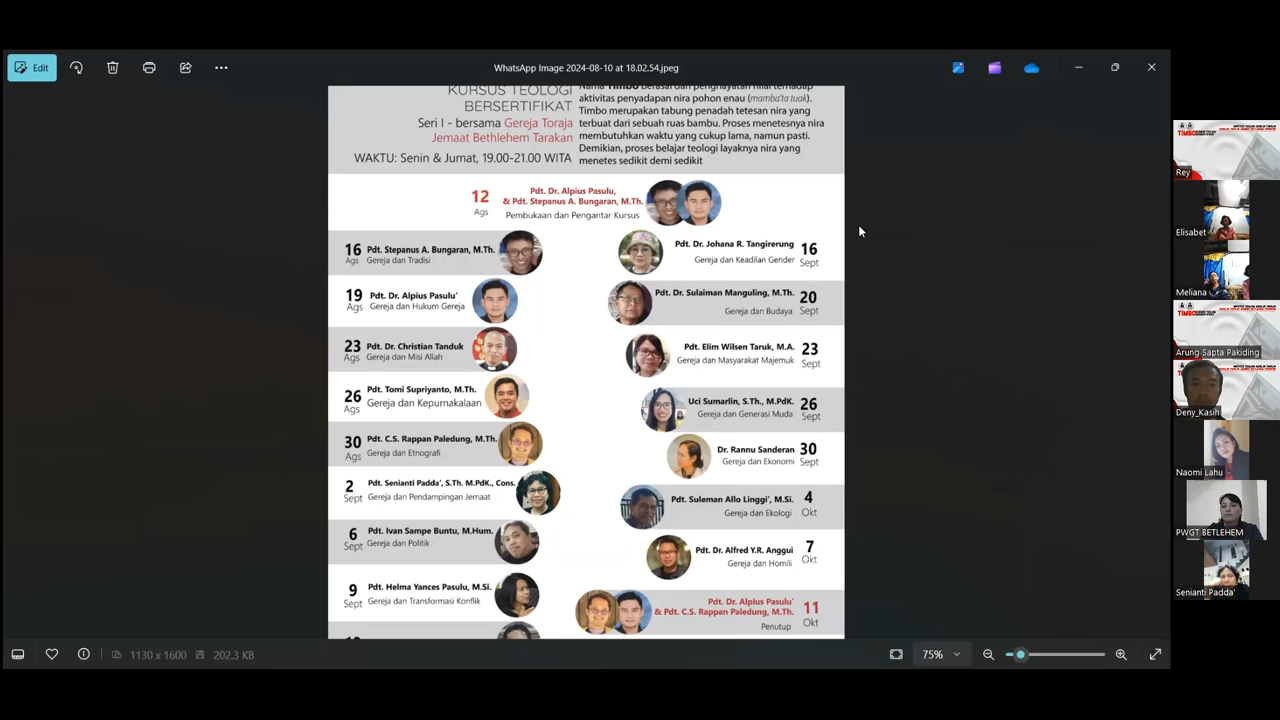 Edit
WhatsApp Image 2024-08-10 at 18.02.54.jpeg
KURSUS TEOLOGI
BERSERTIFIKAT
Seri I - bersama Gereja Toraja
Jemaat Bethlehem Tarakan
WAKTU: Senin & Jumat, 19.00-21.00 WITA
Nama Timbo berasal dari penghayatan nilai terhadap
aktivitas penyadapan nira pohon enau (mamba'ta tuak).
Timbo merupakan tabung penadah tetesan nira yang
terbuat dari sebuah ruas bambu. Proses menetesnya nira
membutuhkan waktu yang cukup lama, namun pasti.
Demikian, proses belajar teologi layaknya nira yang
menetes sedikit demi sedikit
12
Ags
Pdt. Dr. Alpius Pasulu,
& Pdt. Stepanus A. Bungaran, M.Th.
Pembukaan dan Pengantar Kursus
16
Ags
Pdt. Stepanus A. Bungaran, M.Th.
Gereja dan Tradisi
19
Ags
Pdt. Dr. Alpius Pasulu'
Gereja dan Hukum Gereja
23
Ags
Pdt. Dr. Christian Tanduk
Gereja dan Misi Allah
26
Ags
Pdt. Tomi Supriyanto, M.Th.
Gereja dan Kepurnakalaan
30
Ags
Pdt. C.S. Rappan Paledung, M.Th.
Gereja dan Etnografi
2
Sept
Pdt. Senianti Padda', S.Th. M.PdK., Cons.
Gereja dan Pendampingan Jemaat
6
Sept
Pdt. Ivan Sampe Buntu, M.Hum.
Gereja dan Politik
9
Sept
Pdt. Helma Yances Pasulu, M.Si.
Gereja dan Transformasi Konflik
Pdt. Dr. Johana R. Tangirerung
Gereja dan Keadilan Gender
16
Sept
Pdt. Dr. Sulaiman Manguling, M.Th.
Gereja dan Budaya
20
Sept
Pdt. Elim Wilsen Taruk, M.A.
Gereja dan Masyarakat Majemuk
23
Sept
Uci Sumarlin, S.Th., M.PdK.
Gereja dan Generasi Muda
26
Sept
Dr. Rannu Sanderan
Gereja dan Ekonomi
30
Sept
Pdt. Suleman Allo Linggi', M.Si.
Gereja dan Ekologi
4
Okt
Pdt. Dr. Alfred Y.R. Anggui
Gereja dan Homili
7
Okt
Pdt. Dr. Alpius Pasulu'
& Pdt. C.S. Rappan Paledung, M.Th.
Penutup
11
Okt
1130 x 1600
202.3 KB
75%
TIMBO
Rey
Elisabet
Meliana
TIMBO
Arung Sapta Pakiding
Deny_Kasih
Naomi Lahu
PWGT BETLEHEM
Senianti Padda'